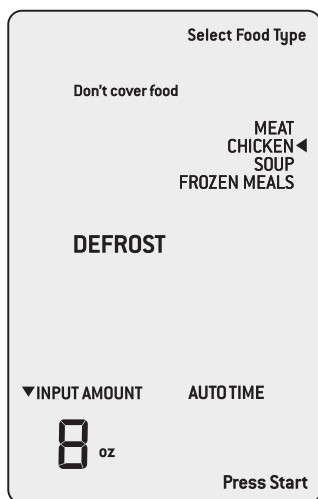 Select Food Type
Don't cover food
MEAT
CHICKEN◀
SOUP
FROZEN MEALS
DEFROST
▼INPUT AMOUNT AUTO TIME
8 oz
Press Start